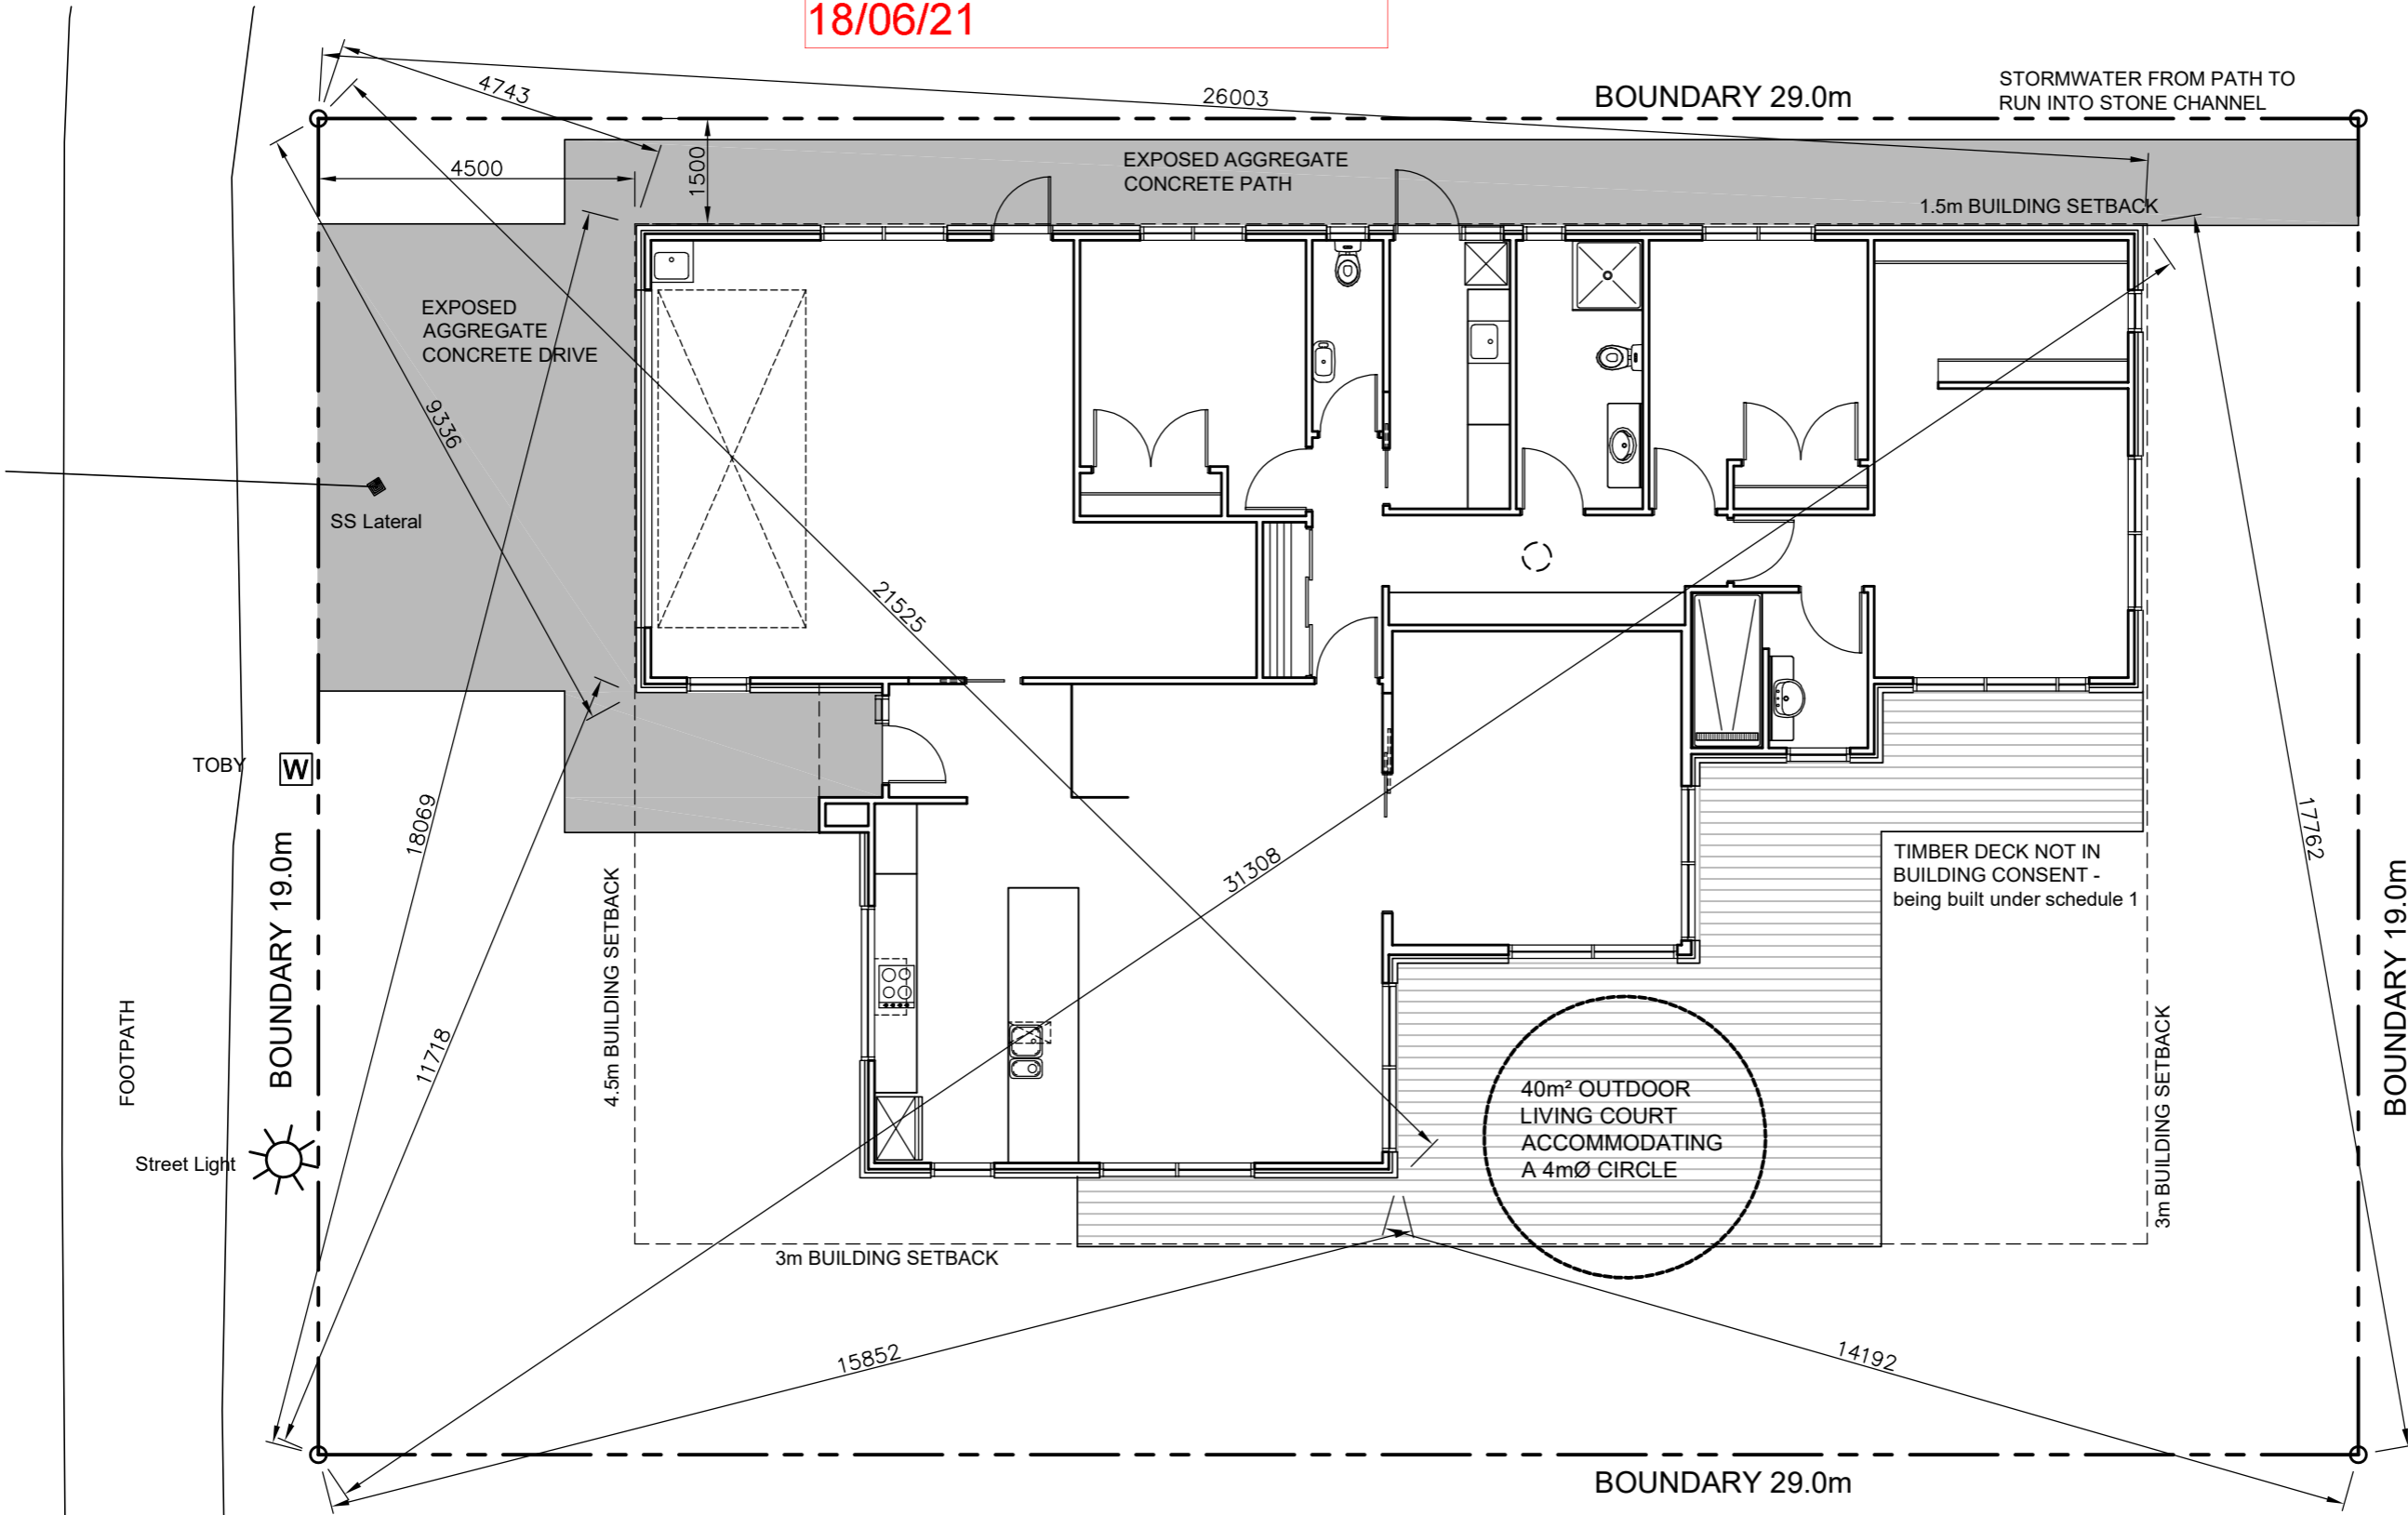 18/06/21
4743
26003
BOUNDARY 29.0m
STORMWATER FROM PATH TO
RUN INTO STONE CHANNEL
4500
1500
EXPOSED AGGREGATE
CONCRETE PATH
1.5m BUILDING SETBACK
EXPOSED
AGGREGATE
CONCRETE DRIVE
9336
SS Lateral
21525
TOBY
W
18069
17762
BOUNDARY 19.0m
4.5m BUILDING SETBACK
31308
TIMBER DECK NOT IN
BUILDING CONSENT -
being built under schedule 1
BOUNDARY 19.0m
FOOTPATH
11718
3m BUILDING SETBACK
40m² OUTDOOR
LIVING COURT
ACCOMMODATING
A 4mØ CIRCLE
Street Light
3m BUILDING SETBACK
15852
14192
BOUNDARY 29.0m